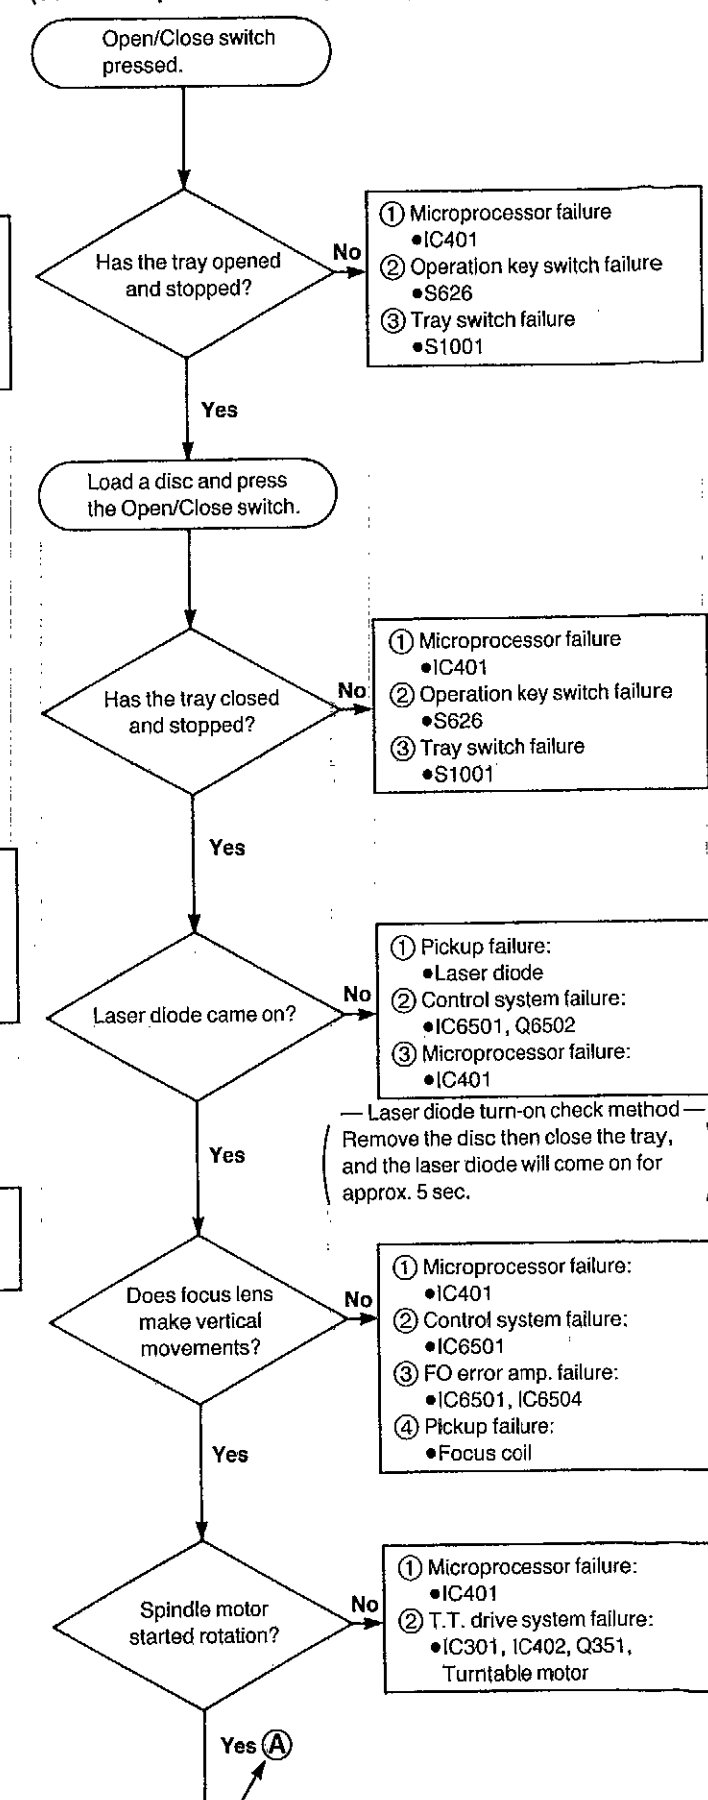 Open/Close switch
pressed.
Has the tray opened
and stopped?
No
① Microprocessor failure
●IC401
② Operation key switch failure
●S626
③ Tray switch failure
●S1001
Yes
Load a disc and press
the Open/Close switch.
Has the tray closed
and stopped?
No
① Microprocessor failure
●IC401
② Operation key switch failure
●S626
③ Tray switch failure
●S1001
Yes
Laser diode came on?
No
① Pickup failure:
●Laser diode
② Control system failure:
●IC6501, Q6502
③ Microprocessor failure:
●IC401
— Laser diode turn-on check method —
Remove the disc then close the tray,
and the laser diode will come on for
approx. 5 sec.
Yes
Does focus lens
make vertical
movements?
No
① Microprocessor failure:
●IC401
② Control system failure:
●IC6501
③ FO error amp. failure:
●IC6501, IC6504
④ Pickup failure:
●Focus coil
Yes
Spindle motor
started rotation?
No
① Microprocessor failure:
●IC401
② T.T. drive system failure:
●IC301, IC402, Q351,
Turntable motor
Yes Ⓐ